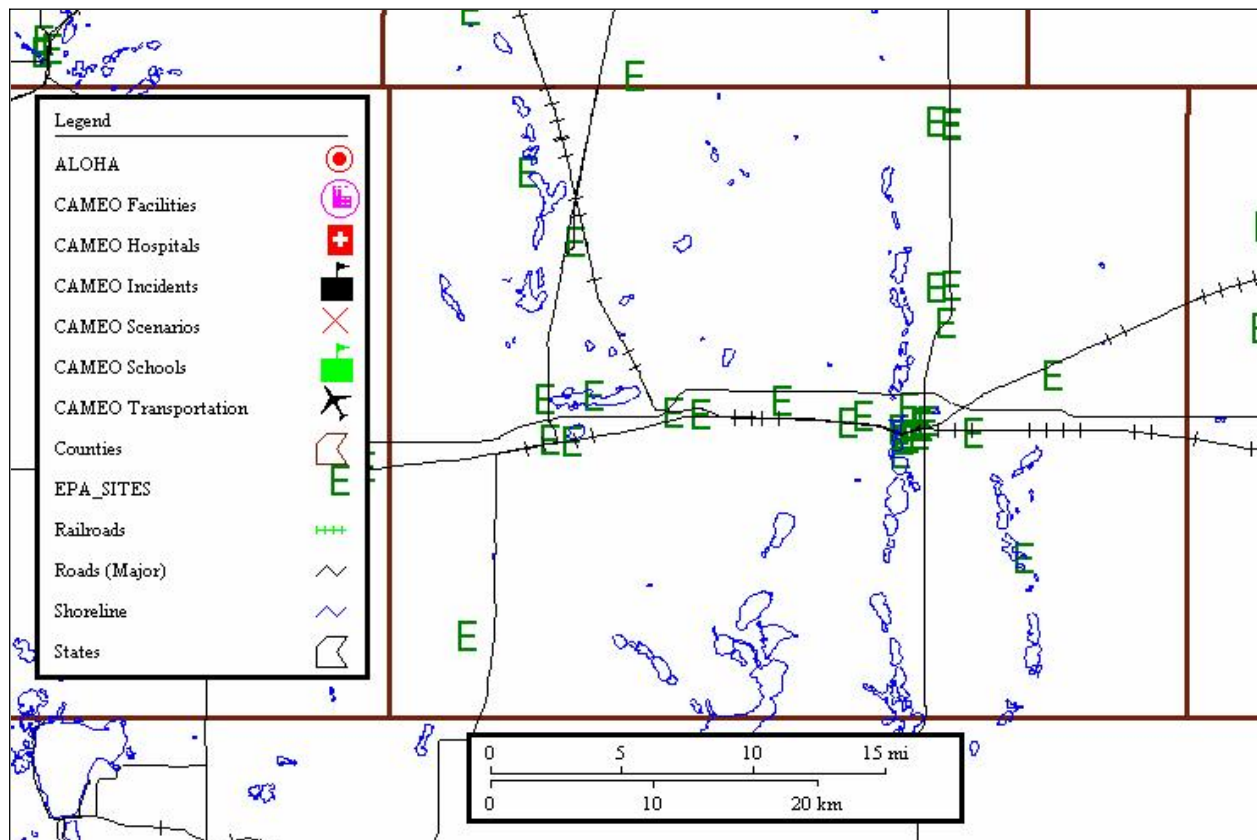 Legend
ALOHA
CAMEO Facilities
CAMEO Hospitals
CAMEO Incidents
CAMEO Scenarios
CAMEO Schools
CAMEO Transportation
Counties
EPA_SITES E
Railroads
Roads (Major)
Shoreline
States
E
E
E
E
E
E E
E
E E
E
E
E E
E E E E E
E E E
E
E
0 5 10 15 mi
0 10 20 km